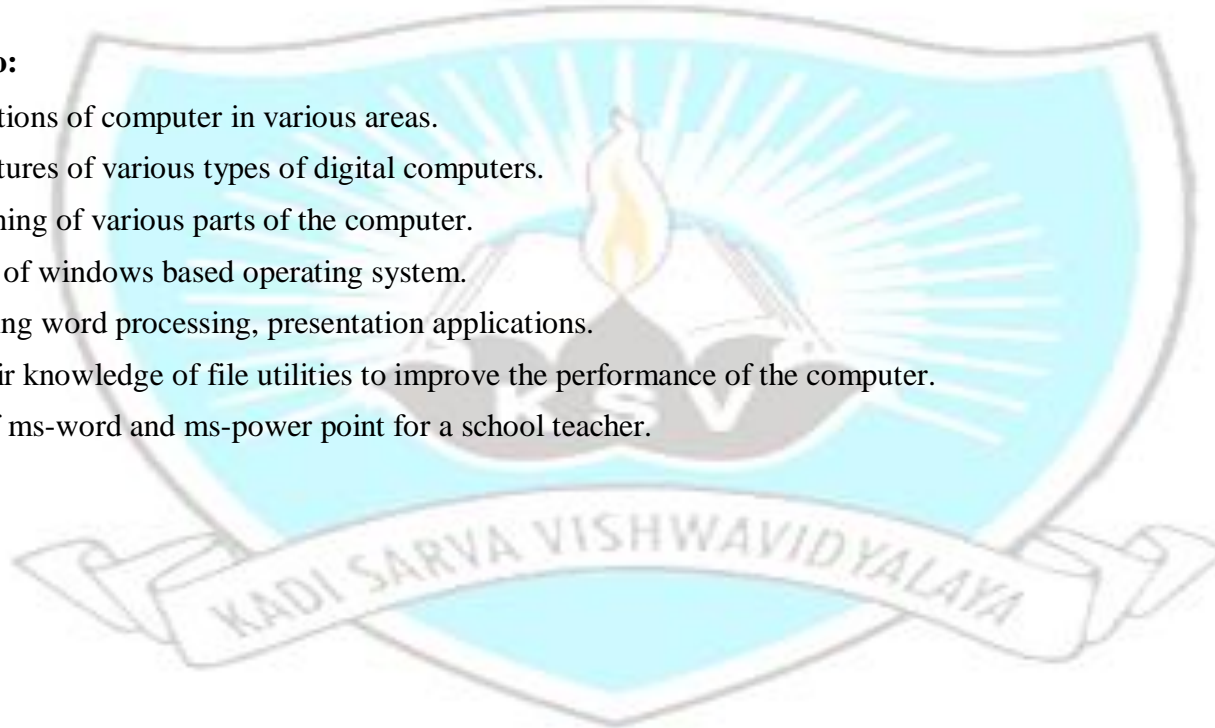 o:
tions of computer in various areas.
tures of various types of digital computers.
ning of various parts of the computer.
of windows based operating system.
ng word processing, presentation applications.
ir knowledge of file utilities to improve the performance of the computer.
f ms-word and ms-power point for a school teacher.
KSV
KADI SARVA VISHWAVIDYALAYA